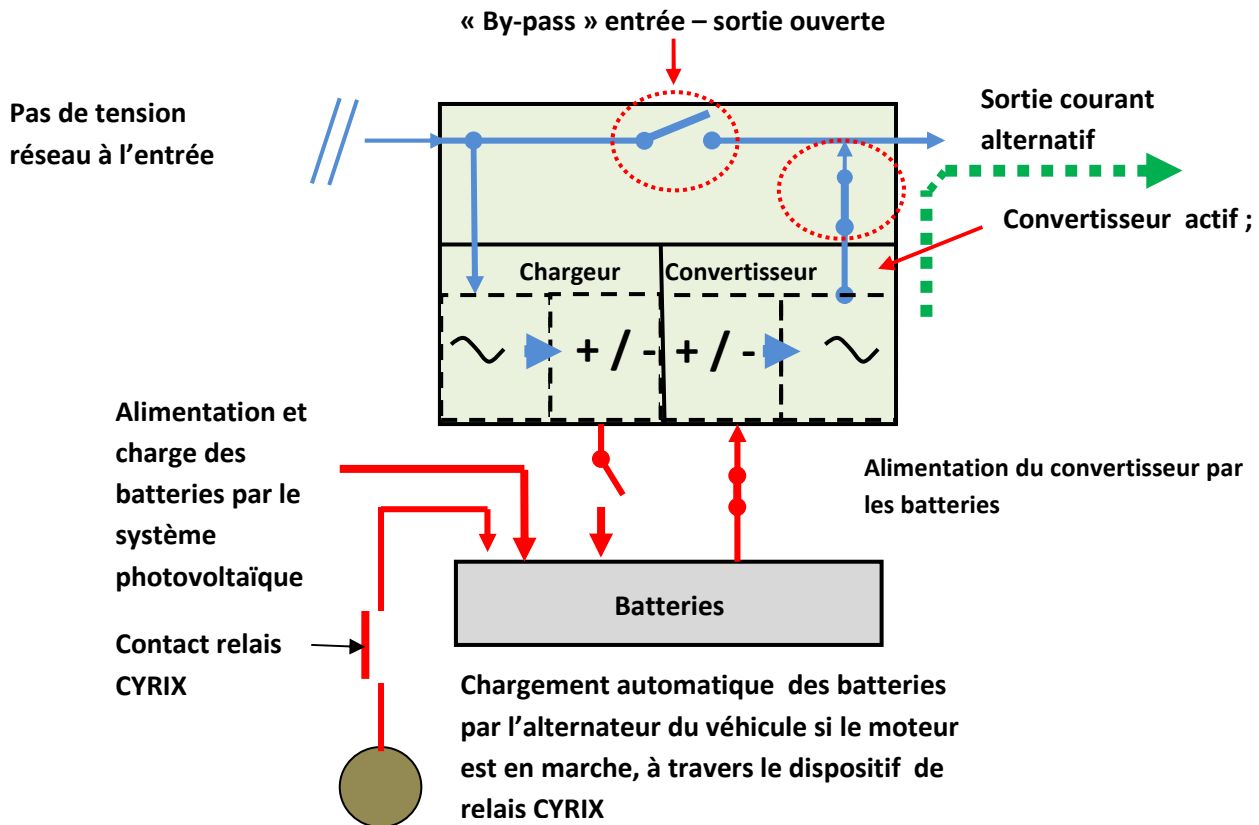 « By-pass » entrée – sortie ouverte
Pas de tension
réseau à l’entrée
Sortie courant
alternatif
Convertisseur  actif ;
Chargeur
Convertisseur
+ / -
+ / -
Alimentation et
charge des
batteries par le
système
photovoltaïque
Alimentation du convertisseur par
les batteries
Batteries
Contact relais
CYRIX
Chargement automatique  des batteries
par l’alternateur du véhicule si le moteur
est en marche, à travers le dispositif  de
relais CYRIX